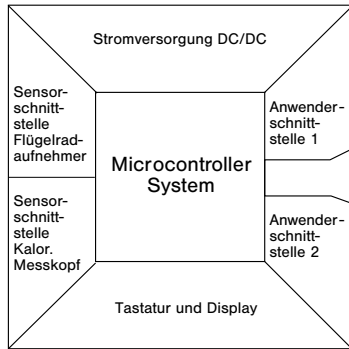 Stromversorgung DC/DC
Sensor-
schnitt-
stelle
Flügelrad-
aufnehmer
Anwender-
schnitt-
stelle 1
Microcontroller
System
Sensor-
schnitt-
stelle
Kalor.
Messkopf
Anwender-
schnitt-
stelle 2
Tastatur und Display